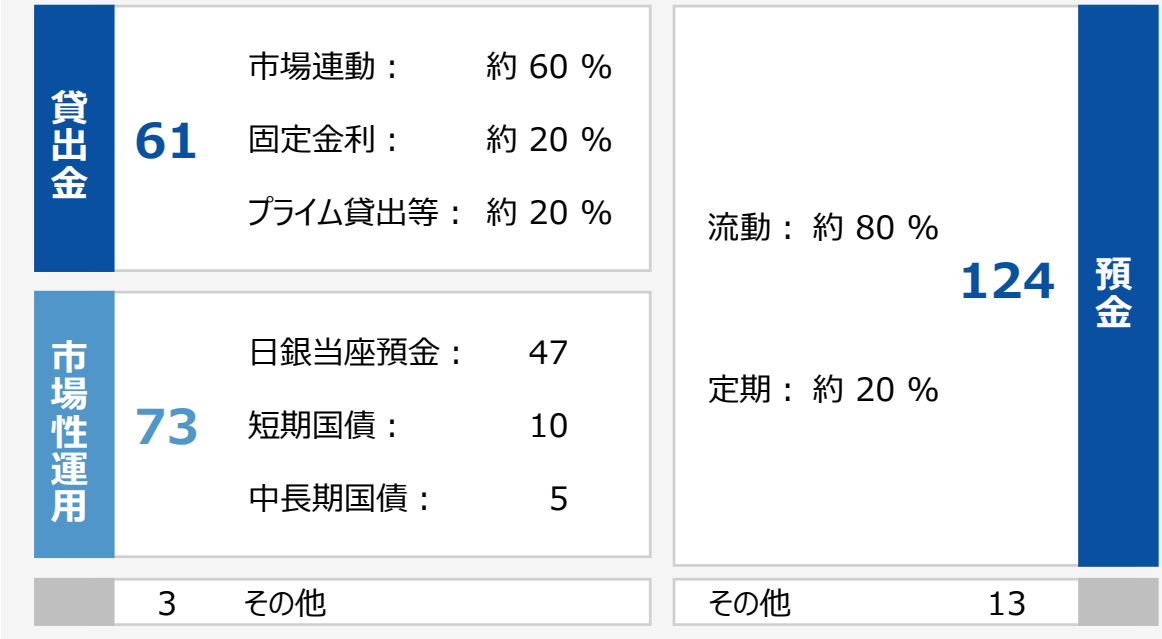 貸出金
61
市場連動： 約 60 %
固定金利： 約 20 %
プライム貸出等： 約 20 %
市場性運用
73
日銀当座預金： 47
短期国債： 10
中長期国債： 5
3 その他
流動： 約 80 %
定期： 約 20 %
124
預金
その他 13